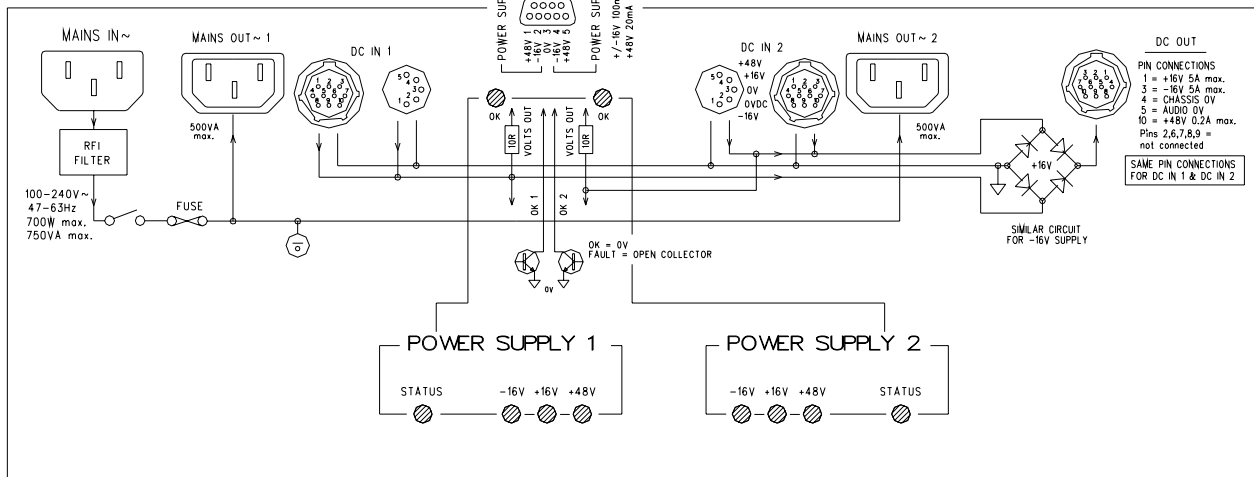 MAINS IN~
RFI
FILTER
100-240V~
47-63Hz
700W max.
750VA max.
FUSE
MAINS OUT~ 1
500VA
max.
DC IN 1
POWER SUP
+48V 1
-16V 2
0V 3
-16V 4
+48V 5
POWER SUP
+/-16V 100m
+48V 20mA
OK
OK
10R
VOLTS OUT
VOLTS OUT
10R
OK 1
OK 2
OK = 0V
FAULT = OPEN COLLECTOR
0V
DC IN 2
+48V
+16V
0V
0VDC
-16V
MAINS OUT~ 2
500VA
max.
DC OUT
PIN CONNECTIONS
1 = +16V 5A max.
3 = -16V 5A max.
4 = CHASSIS 0V
5 = AUDIO 0V
10 = +48V 0.2A max.
Pins 2,6,7,8,9 =
not connected
SAME PIN CONNECTIONS
FOR DC IN 1 & DC IN 2
+16V
SIMILAR CIRCUIT
FOR -16V SUPPLY
POWER SUPPLY 1
STATUS
-16V +16V +48V
POWER SUPPLY 2
-16V +16V +48V
STATUS